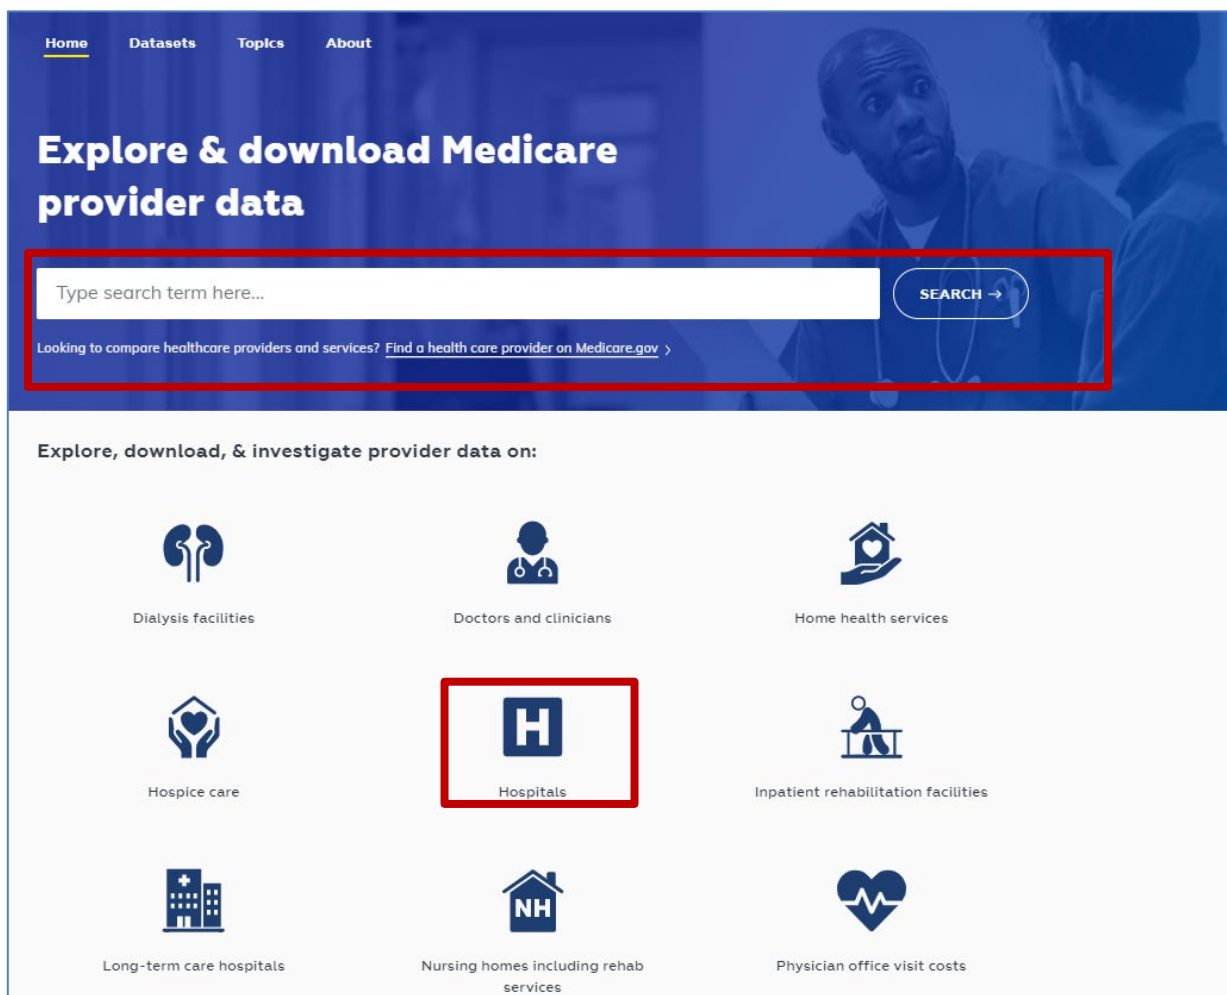 Home Datasets Topics About
Explore & download Medicare
provider data
Type search term here...
SEARCH →
Looking to compare healthcare providers and services? Find a health care provider on Medicare.gov >
Explore, download, & investigate provider data on:
Dialysis facilities
Doctors and clinicians
Home health services
Hospice care
H
Hospitals
Inpatient rehabilitation facilities
Long-term care hospitals
NH
Nursing homes including rehab
services
Physician office visit costs